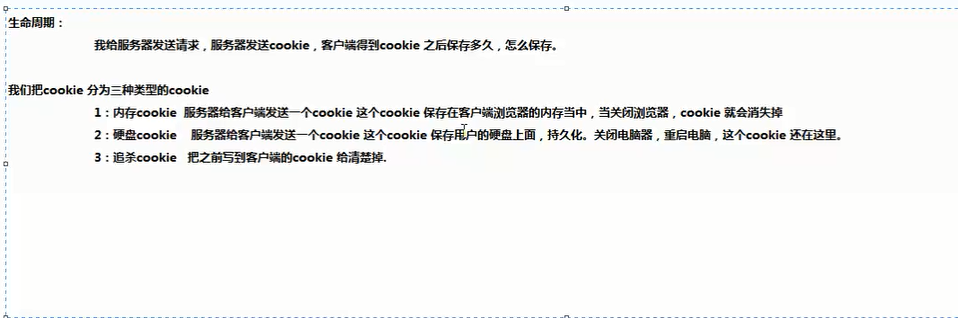 生命周期：
我给服务器发送请求，服务器发送cookie，客户端得到cookie 之后保存多久，怎么保存。
我们把cookie 分为三种类型的cookie
1：内存cookie 服务器给客户端发送一个cookie 这个cookie 保存在客户端浏览器的内存当中，当关闭浏览器，cookie 就会消失掉
2：硬盘cookie 服务器给客户端发送一个cookie 这个cookie 保存用户的硬盘上面，持久化。关闭电脑器，重启电脑，这个cookie 还在这里。
3：追杀cookie 把之前写到客户端的cookie 给清楚掉.